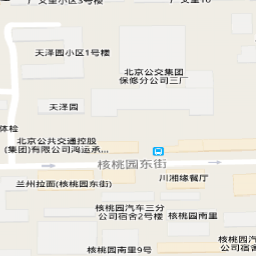 天泽园小区1号楼
北京公交集团
保修分公司三厂
天泽园
体检
北京公共交通控股
(集团)有限公司鸿运承...
核桃园东街
川湘缘餐厅
兰州拉面(核桃园东街)
核桃园汽车三分
公司宿舍2号楼
核桃园南里
核桃园南里9号